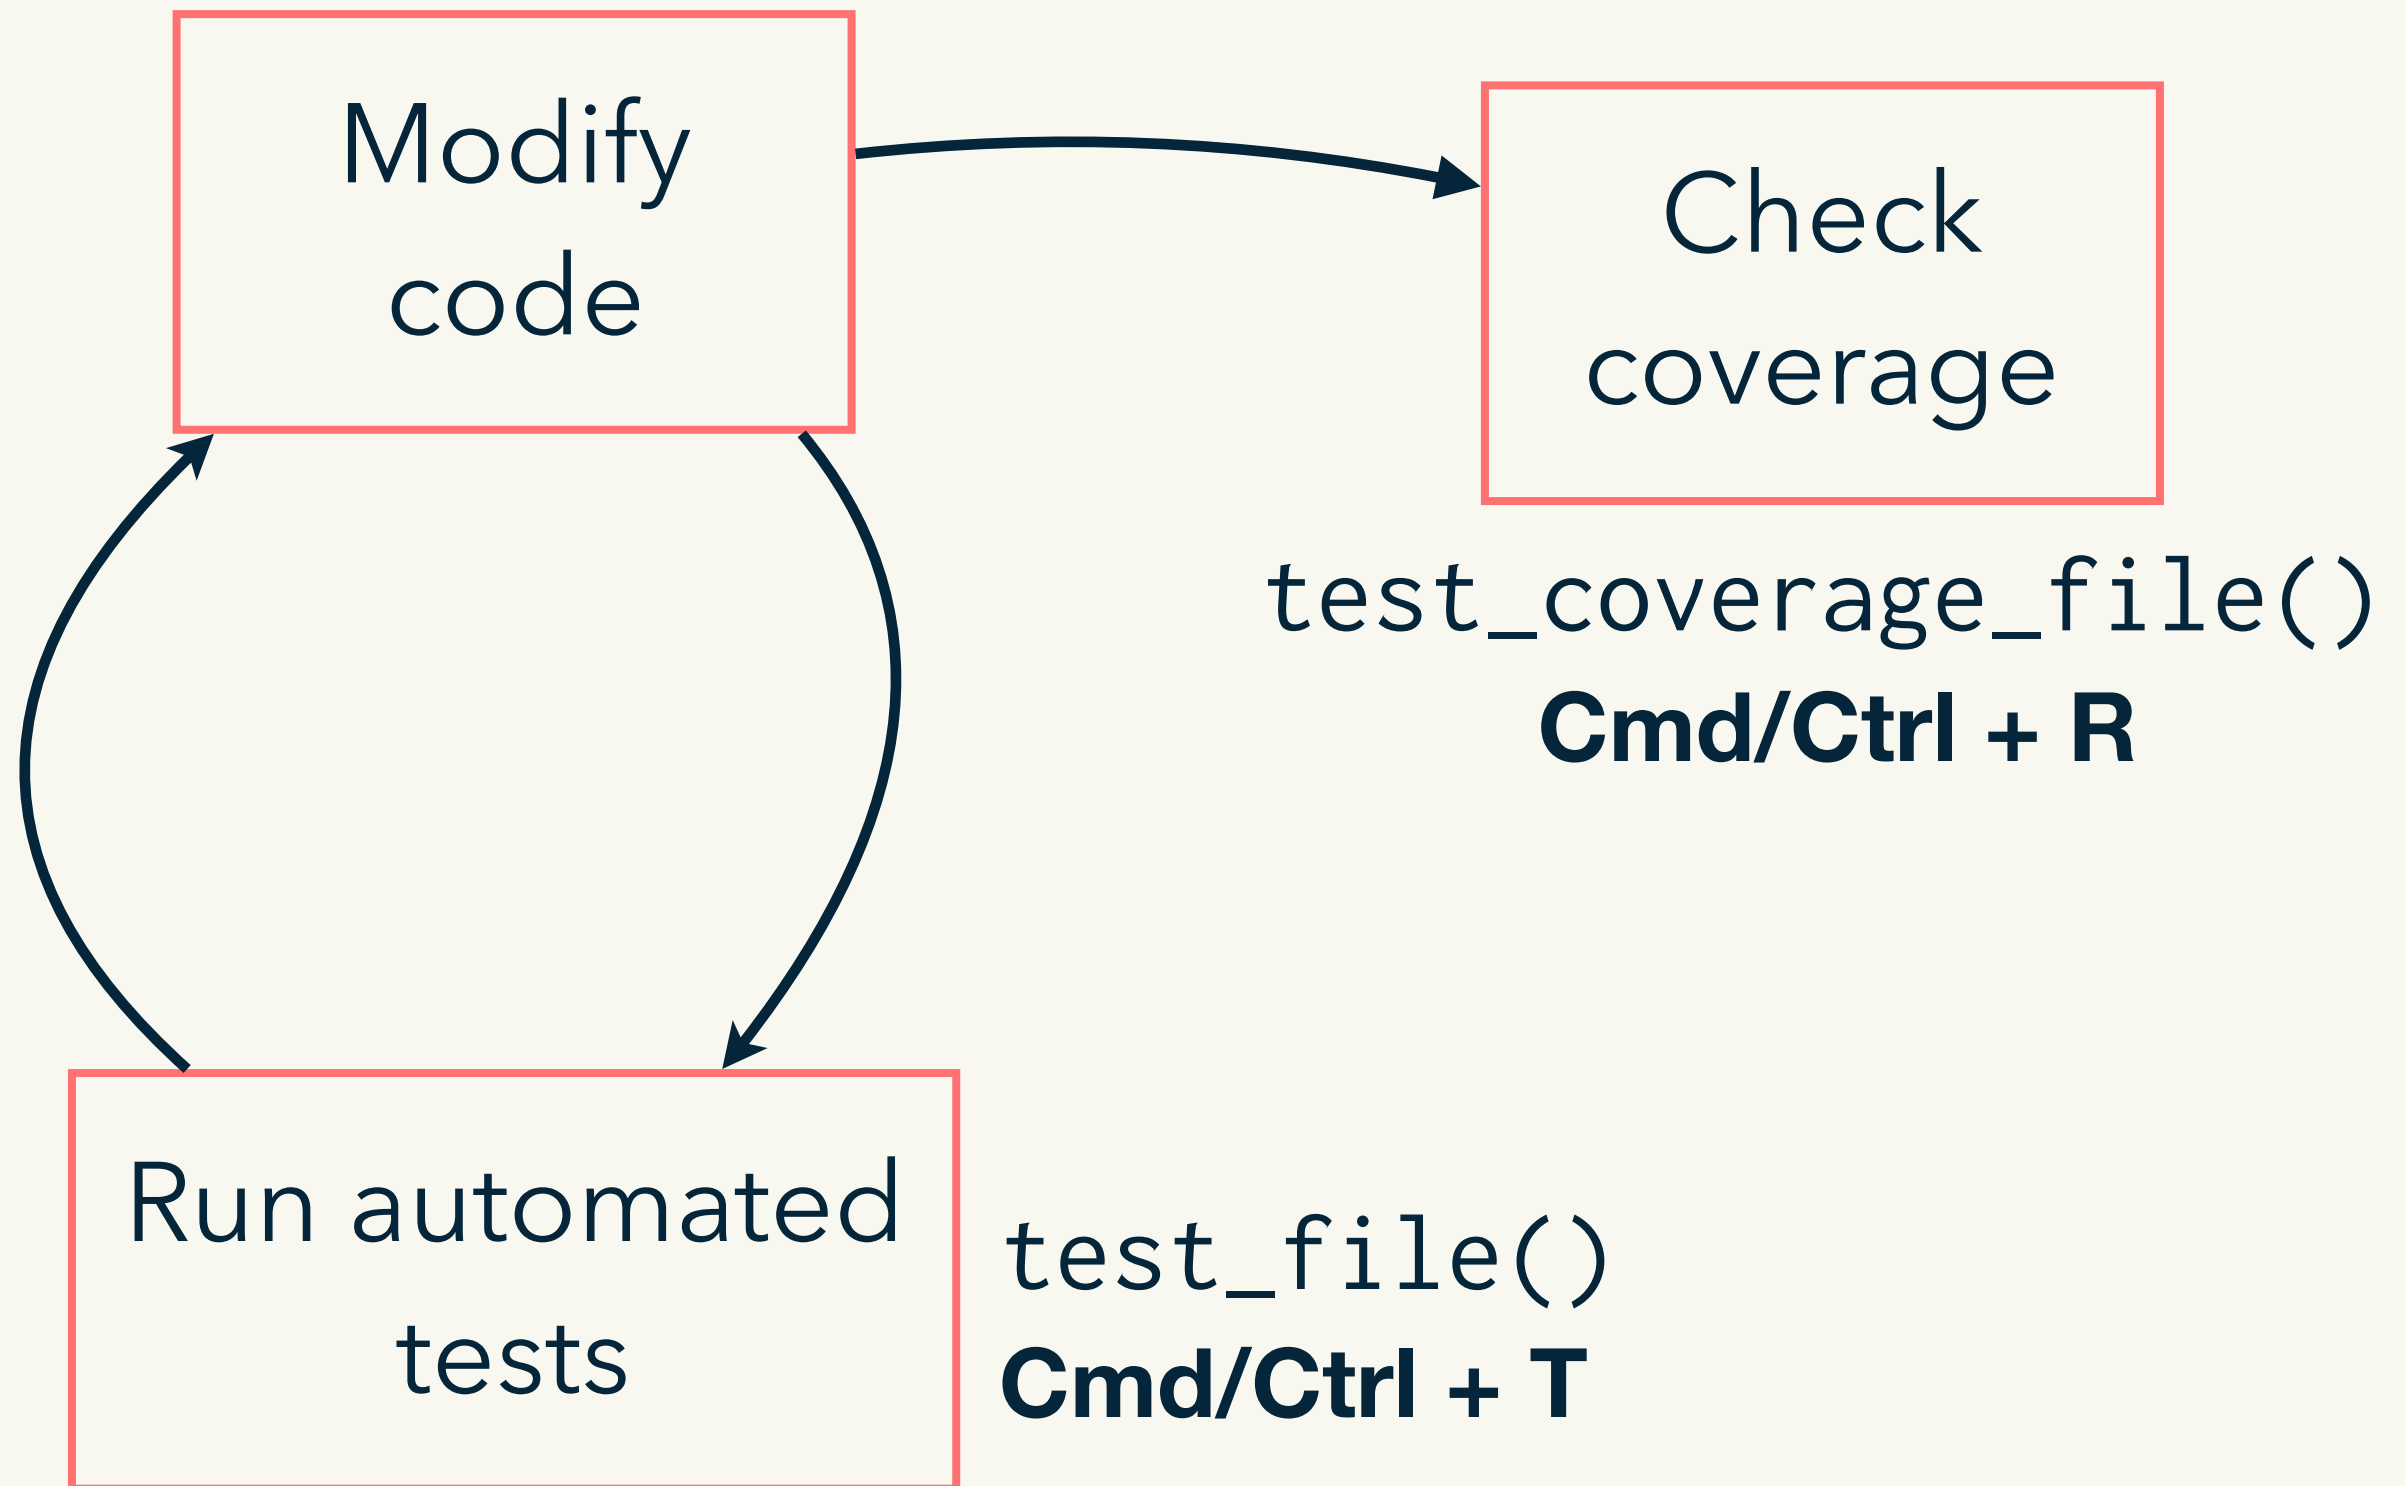 Modify
code
Check
coverage
test_coverage_file()
Cmd/Ctrl + R
Run automated
tests
test_file()
Cmd/Ctrl + T